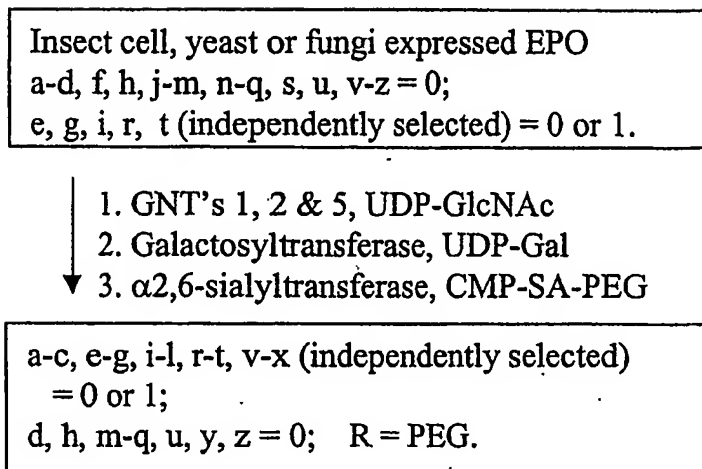 Insect cell, yeast or fungi expressed EPO
a-d, f, h, j-m, n-q, s, u, v-z = 0;
e, g, i, r, t (independently selected) = 0 or 1.
1. GNT's 1, 2 & 5, UDP-GlcNAc
2. Galactosyltransferase, UDP-Gal
3. α2,6-sialyltransferase, CMP-SA-PEG
a-c, e-g, i-l, r-t, v-x (independently selected)
= 0 or 1;
d, h, m-q, u, y, z = 0; R = PEG.